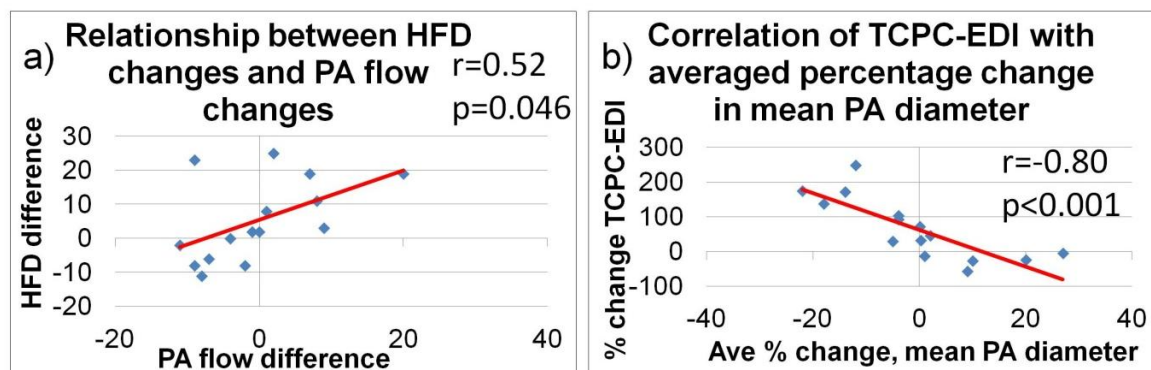 a)
Relationship between HFD
changes and PA flow
changes
r=0.52
p=0.046
HFD difference
30
20
10
0
-10
-20
-20
0
20
40
PA flow difference
b)
Correlation of TCPC-EDI with
averaged percentage change
in mean PA diameter
r=-0.80
p<0.001
% change TCPC-EDI
300
200
100
0
-100
-40
-20
0
20
40
Ave % change, mean PA diameter